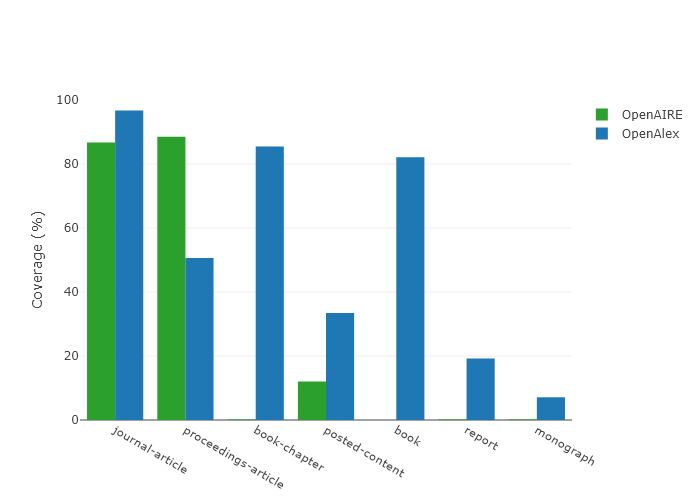 100
80
60
40
20
0
Coverage (%)
journal-article
proceedings-article
book-chapter
posted-content
book
report
monograph
OpenAIRE
OpenAlex